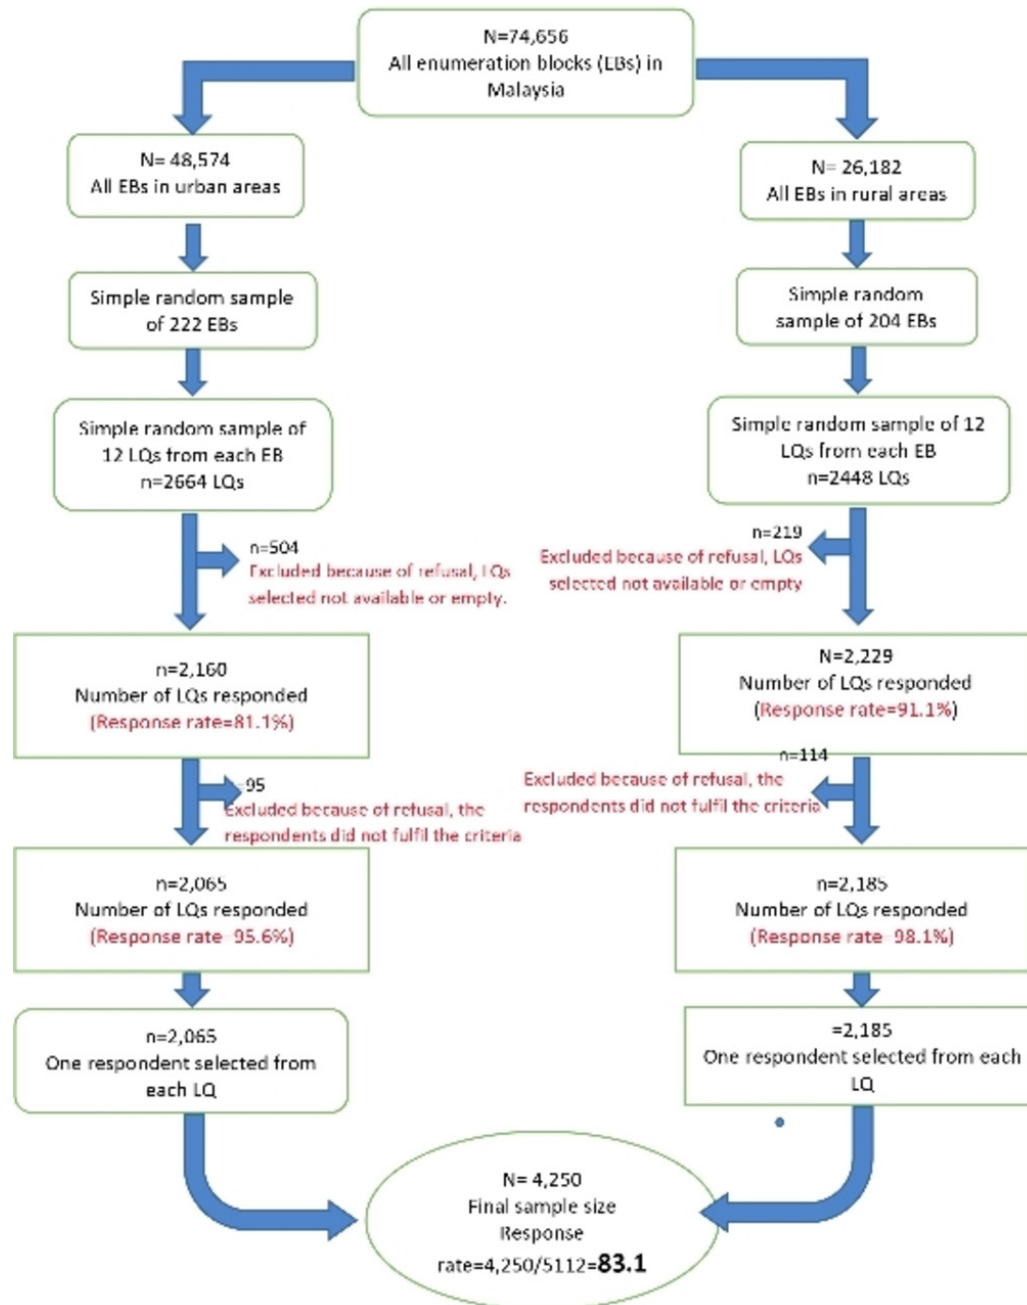 N=74,656
All enumeration blocks (EBs) in
Malaysia
N= 48,574
All EBs in urban areas
Simple random sample
of 222 EBs
Simple random sample of
12 LQs from each EB
n=2664 LQs
n=504
Excluded because of refusal, LQs
selected not available or empty.
n=2,160
Number of LQs responded
(Response rate=81.1%)
=95
Excluded because of refusal, the
respondents did not fulfil the criteria
n=2,065
Number of LQs responded
(Response rate=95.6%)
n=2,065
One respondent selected from
each LQ
N= 26,182
All EBs in rural areas
Simple random
sample of 204 EBs
Simple random sample of 12
LQs from each EB
n=2448 LQs
n=219
Excluded because of refusal, LQs
selected not available or empty
N=2,229
Number of LQs responded
(Response rate=91.1%)
n=114
Excluded because of refusal, the
respondents did not fulfil the criteria
n=2,185
Number of LQs responded
(Response rate=98.1%)
=2,185
One respondent selected from each
LQ
N= 4,250
Final sample size
Response
rate=4,250/5112=83.1